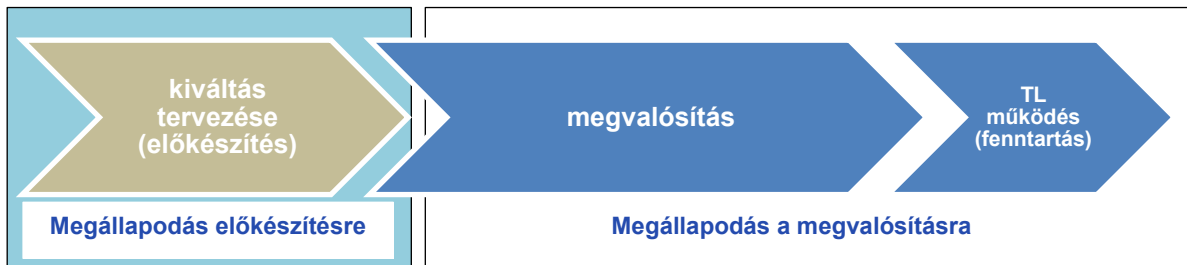 kiváltás
tervezése
(előkészítés)
megvalósítás
TL
működés
(fenntartás)
Megállapodás előkészítésre
Megállapodás a megvalósításra